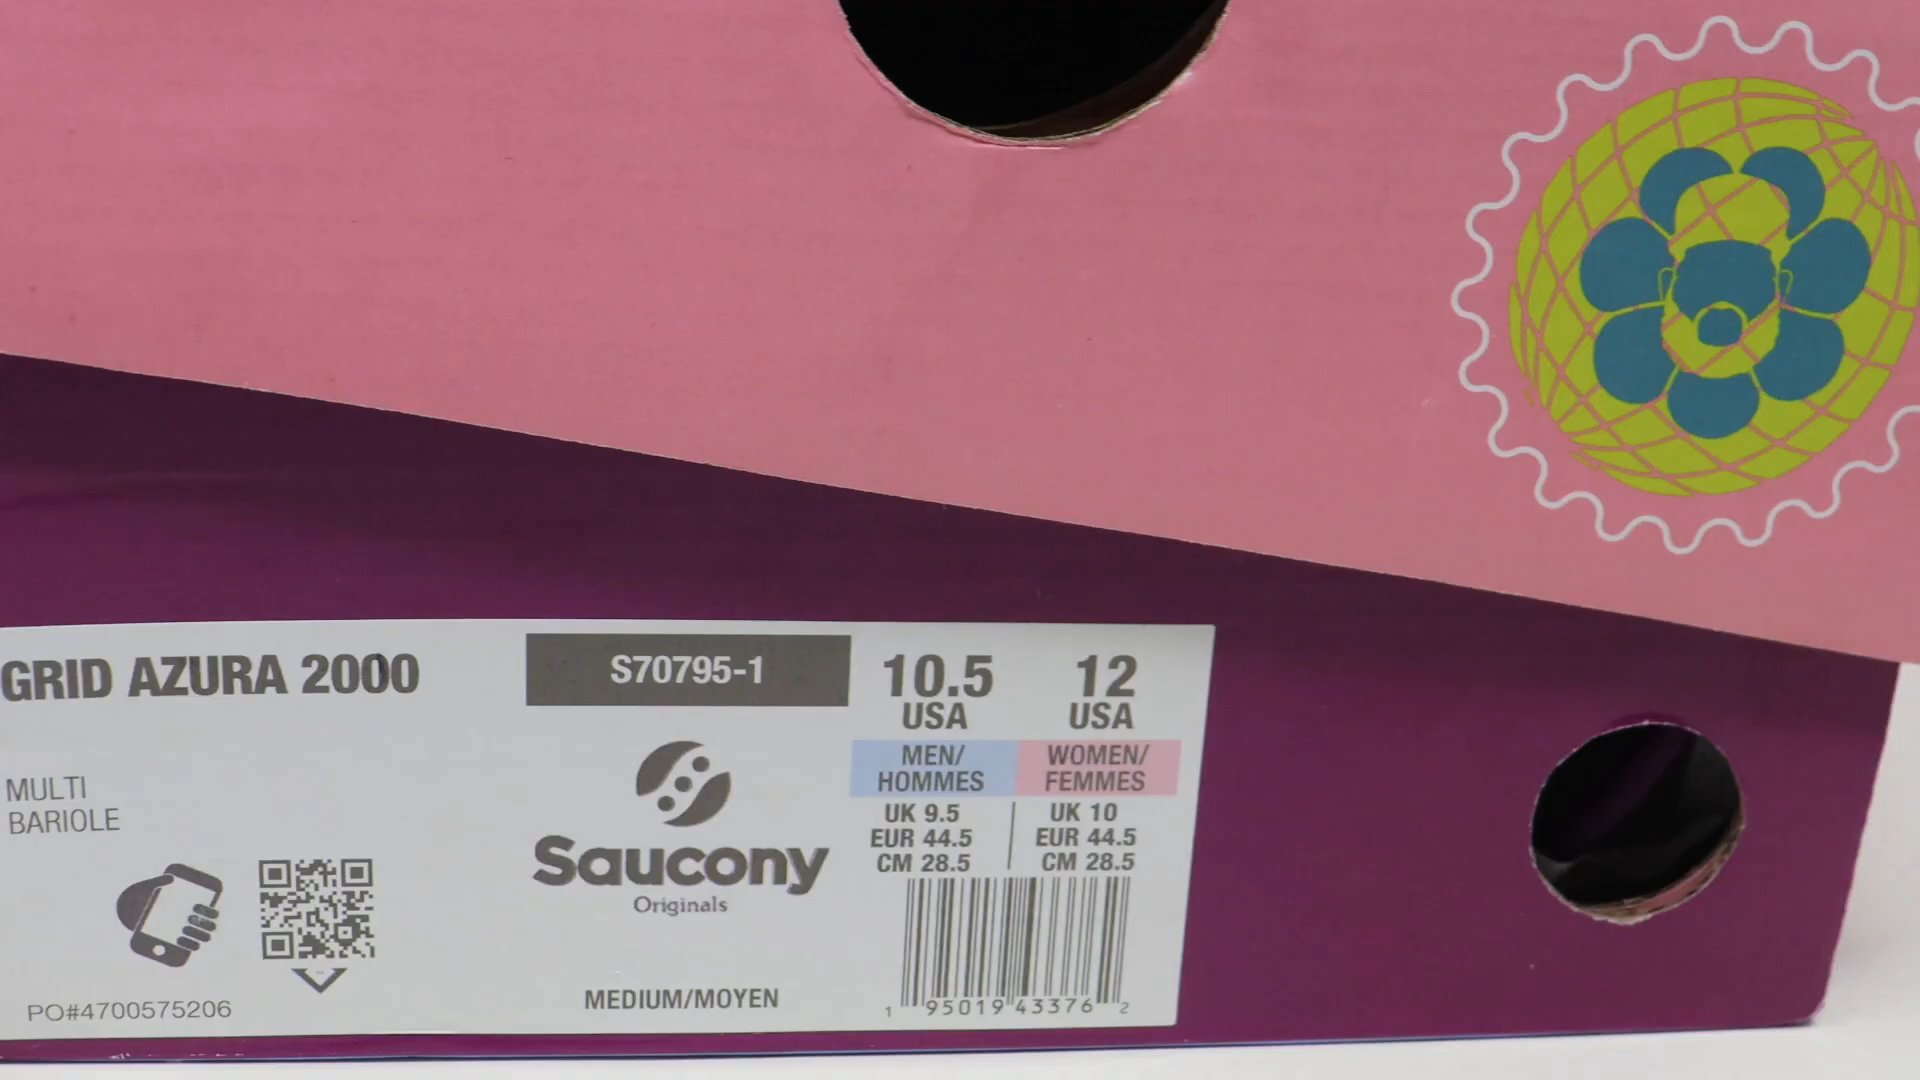 GRID AZURA 2000
S70795-1
10.5
USA
12
USA
MEN/
HOMMES
WOMEN/
FEMMES
MULTI
BARIOLE
UK 9.5
EUR 44.5
CM 28.5
UK 10
EUR 44.5
CM 28.5
Saucony
Originals
MEDIUM/MOYEN
PO#4700575206
1 95019 43376 2